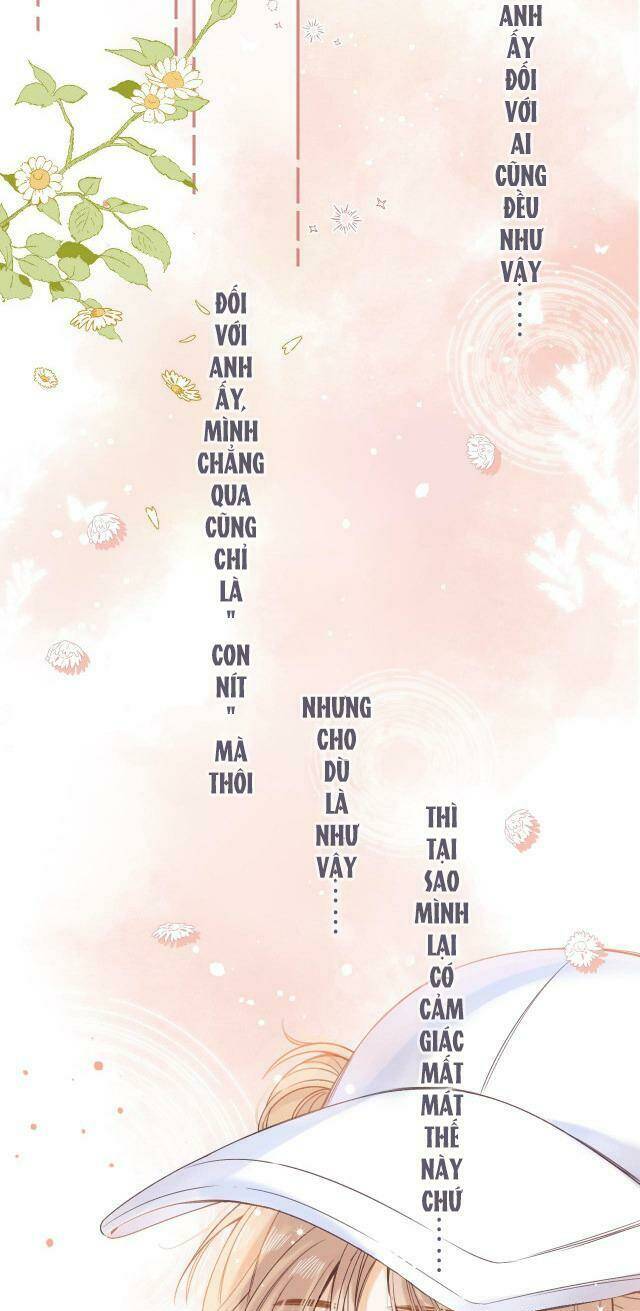 ANH
ẤY
ĐỐI
VỚI
AI
CŨNG
ĐỀU
NHƯ
VẬY
......
ĐỐI
VỚI
ANH
ẤY,
MÌNH
CHẲNG
QUA
CŨNG
CHỈ
LÀ
"
CON
NÍT
"
MÀ
THÔI
NHƯNG
CHO
DÙ
LÀ
NHƯ
VẬY
......
THÌ
TẠI
SAO
MÌNH
LẠI
CÓ
CẢM
GIÁC
MẤT
MÁT
THẾ
NÀY
CHỨ
......